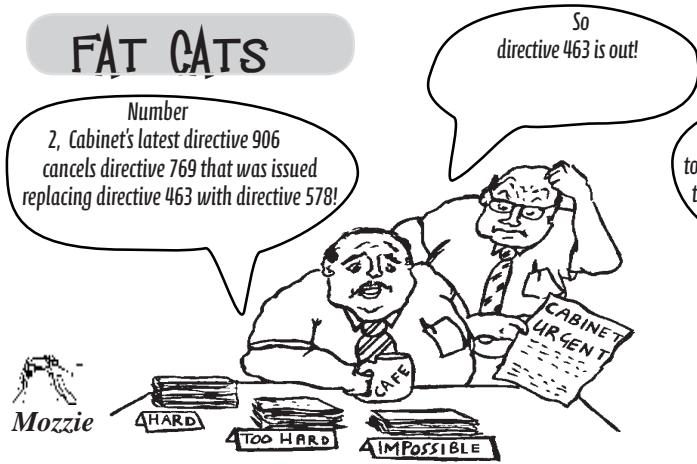 FAT CATS
Number
2, Cabinet's latest directive 906
cancels directive 769 that was issued
replacing directive 463 with directive 578!
So
directive 463 is out!
to
t
CABINET
URGENT
CAFE
Mozzie
HARD
TOO HARD
IMPOSSIBLE